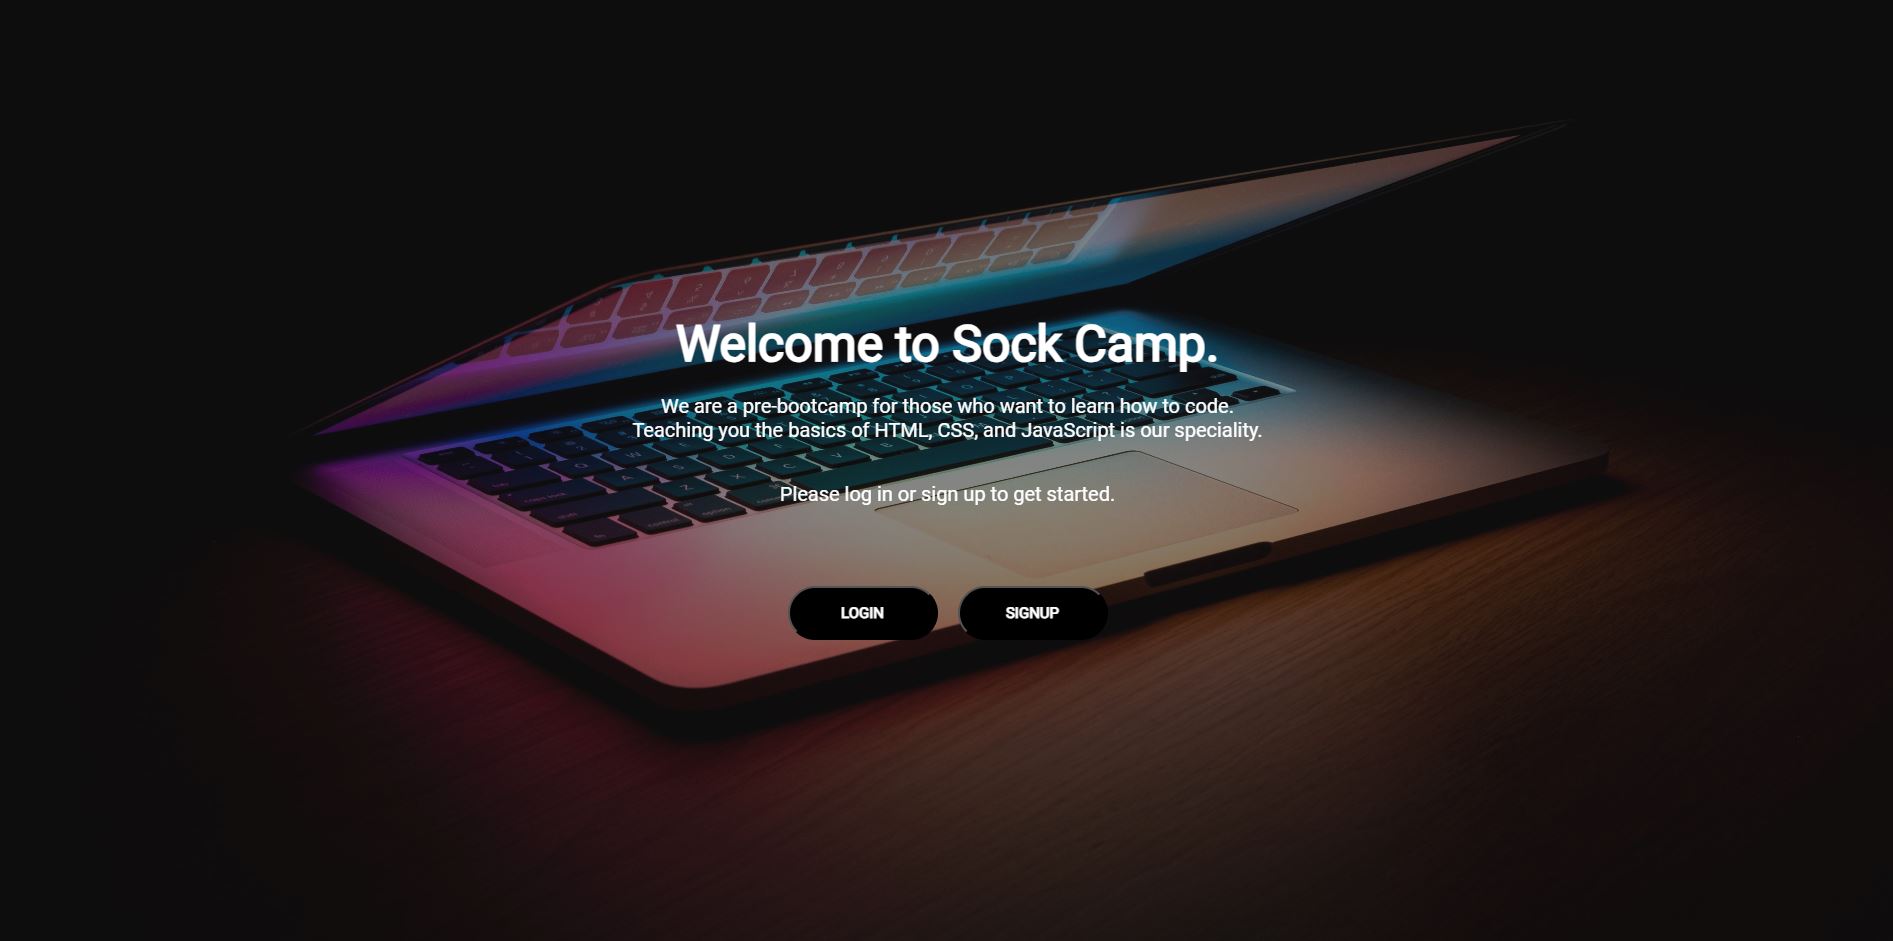 Welcome to Sock Camp.
We are a pre-bootcamp for those who want to learn how to code.
Teaching you the basics of HTML, CSS, and JavaScript is our speciality.
Please log in or sign up to get started.
LOGIN
SIGNUP